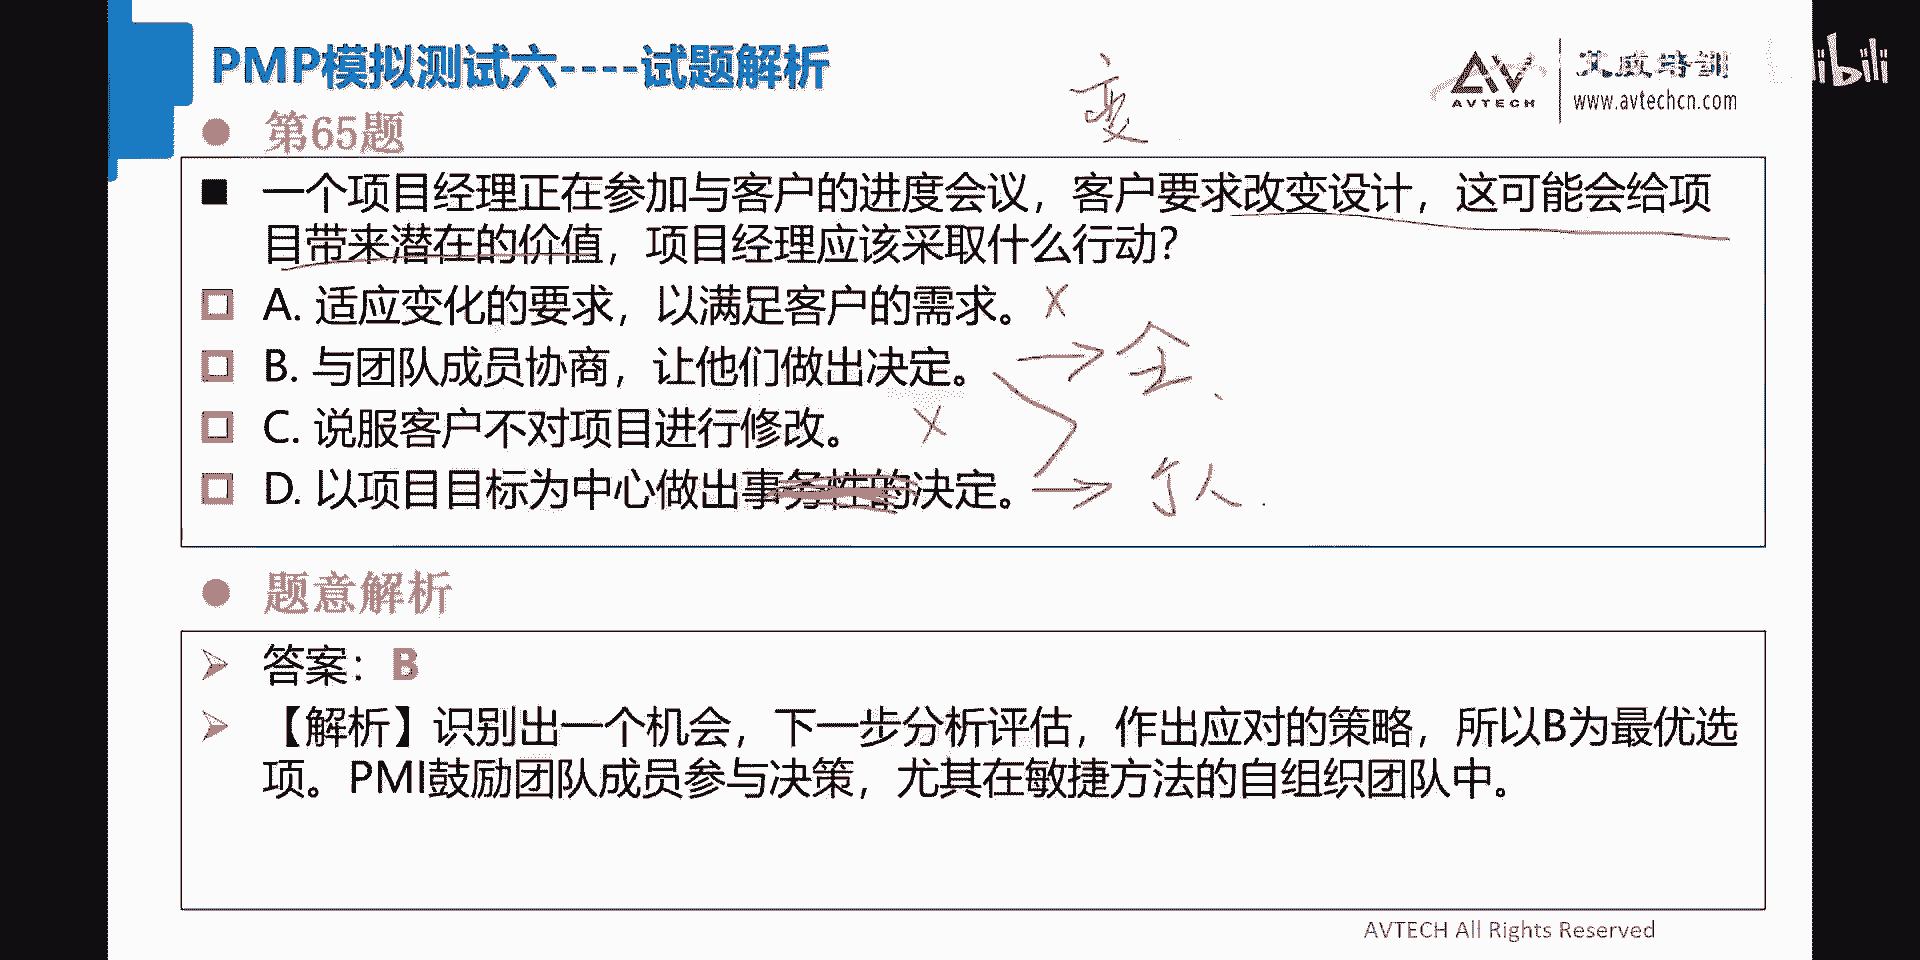 PMP模拟测试六----试题解析
变
艾威培训
AVTECH
www.avtechcn.com
第65题
一个项目经理正在参加与客户的进度会议，客户要求改变设计，这可能会给项
目带来潜在的价值，项目经理应该采取什么行动？
A. 适应变化的要求，以满足客户的需求。 X
B. 与团队成员协商，让他们做出决定。 全
C. 说服客户不对项目进行修改。 X
D. 以项目目标为中心做出事务性的决定。 个人
题意解析
答案：B
【解析】识别出一个机会，下一步分析评估，作出应对的策略，所以B为最优选
项。PMI鼓励团队成员参与决策，尤其在敏捷方法的自组织团队中。
AVTECH All Rights Reserved